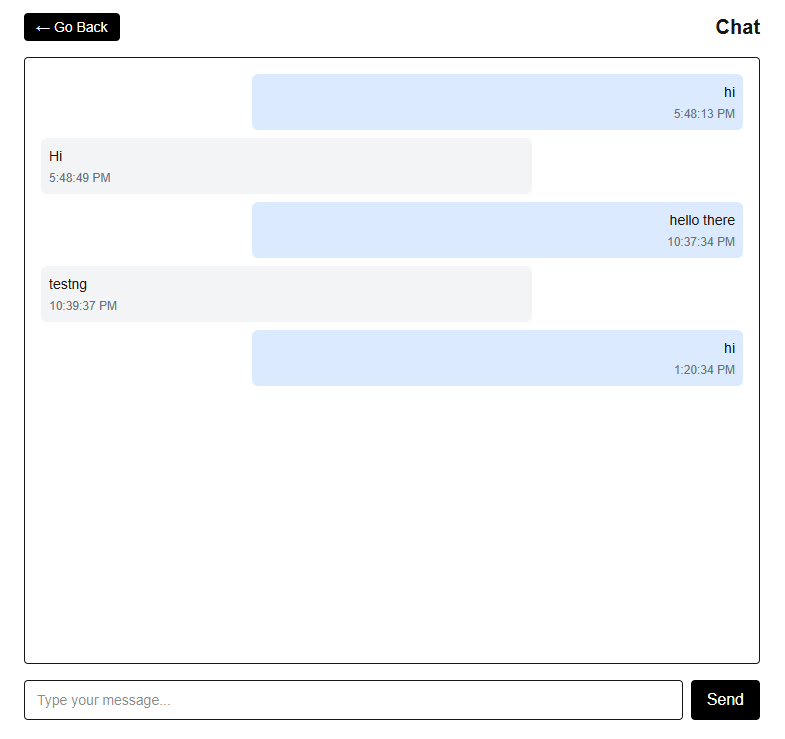 ← Go Back
Chat
hi
5:48:13 PM
Hi
5:48:49 PM
hello there
10:37:34 PM
testng
10:39:37 PM
hi
1:20:34 PM
Type your message...
Send